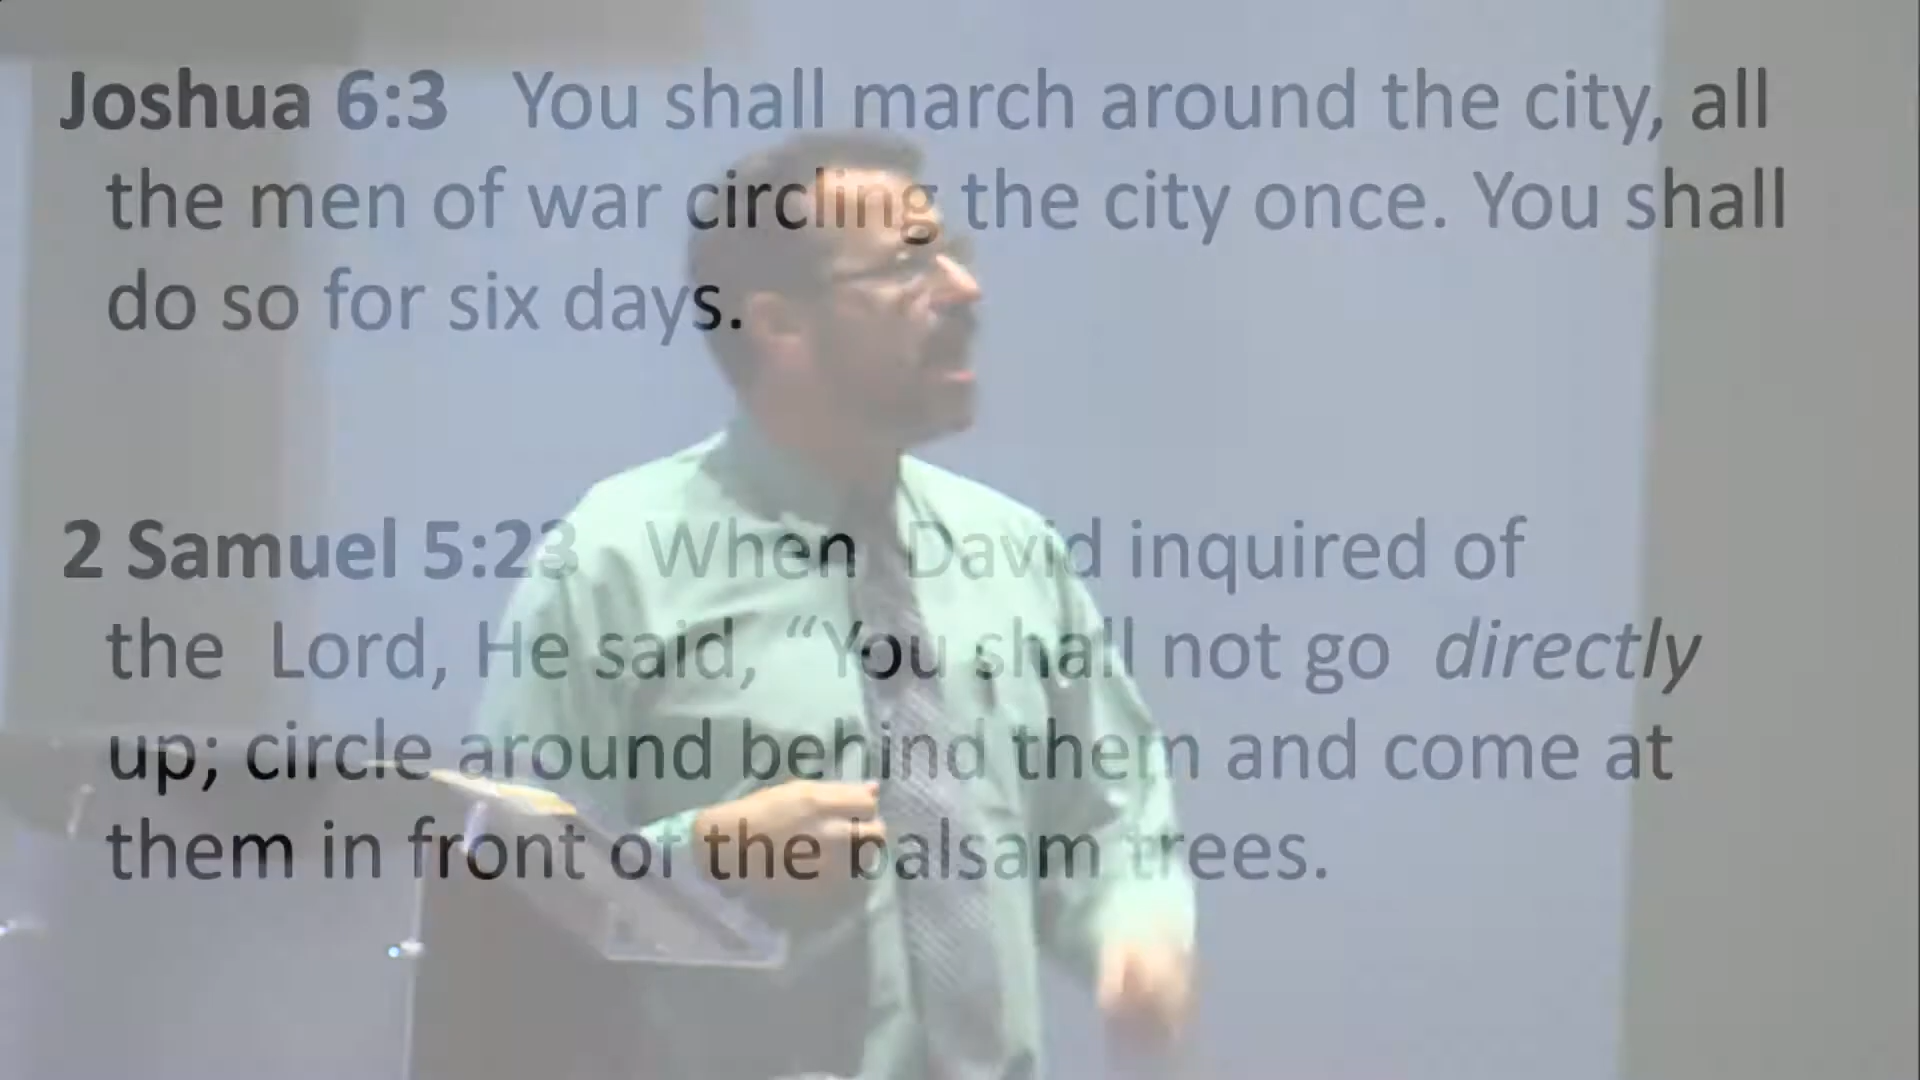 Joshua 6:3 You shall march around the city, all
the men of war circling the city once. You shall
do so for six days.
2 Samuel 5:23 When David inquired of
the Lord, He said, “You shall not go directly
up; circle around behind them and come at
them in front of the balsam trees.